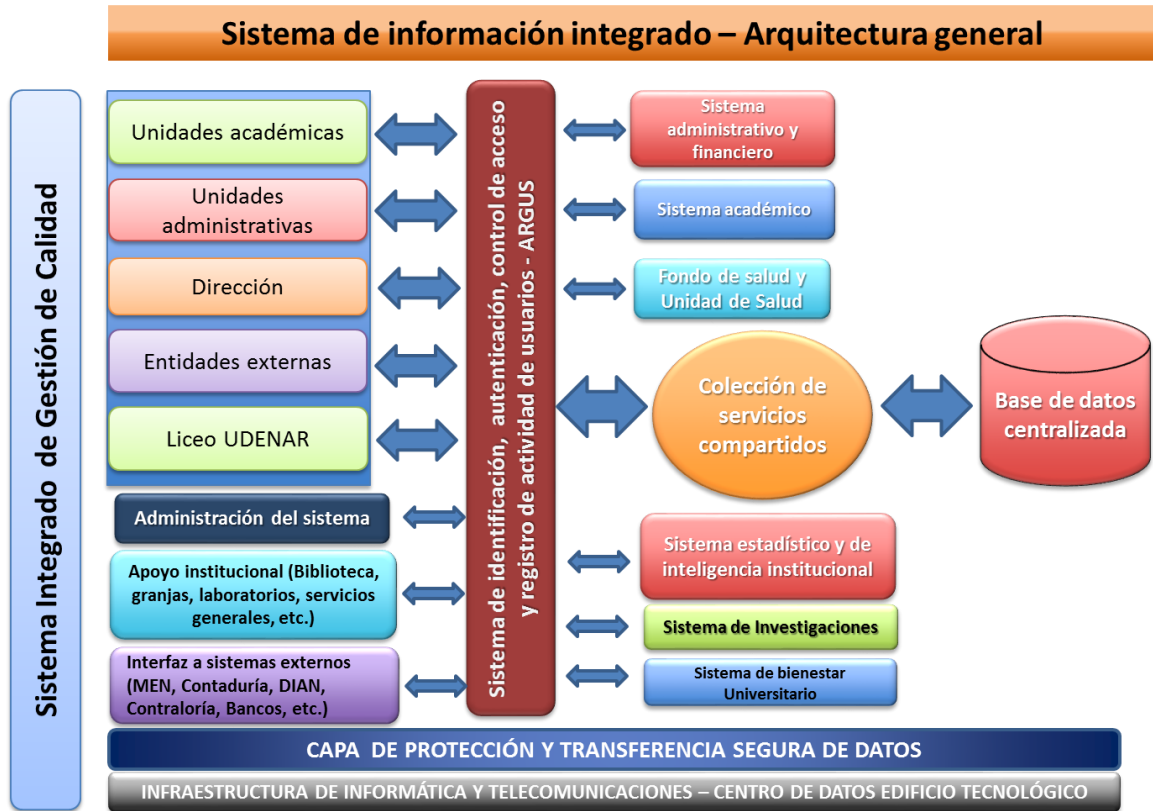 Sistema de información integrado – Arquitectura general
Sistema Integrado de Gestión de Calidad
Unidades académicas
Unidades
administrativas
Dirección
Entidades externas
Liceo UDENAR
Administración del sistema
Apoyo institucional (Biblioteca,
granjas, laboratorios, servicios
generales, etc.)
Interfaz a sistemas externos
(MEN, Contaduría, DIAN,
Contraloría, Bancos, etc.)
Sistema de identificación, autenticación, control de acceso
y registro de actividad de usuarios - ARGUS
Sistema
administrativo y
financiero
Sistema académico
Fondo de salud y
Unidad de Salud
Colección de
servicios
compartidos
Base de datos
centralizada
Sistema estadístico y de
inteligencia institucional
Sistema de Investigaciones
Sistema de bienestar
Universitario
CAPA DE PROTECCIÓN Y TRANSFERENCIA SEGURA DE DATOS
INFRAESTRUCTURA DE INFORMÁTICA Y TELECOMUNICACIONES – CENTRO DE DATOS EDIFICIO TECNOLÓGICO